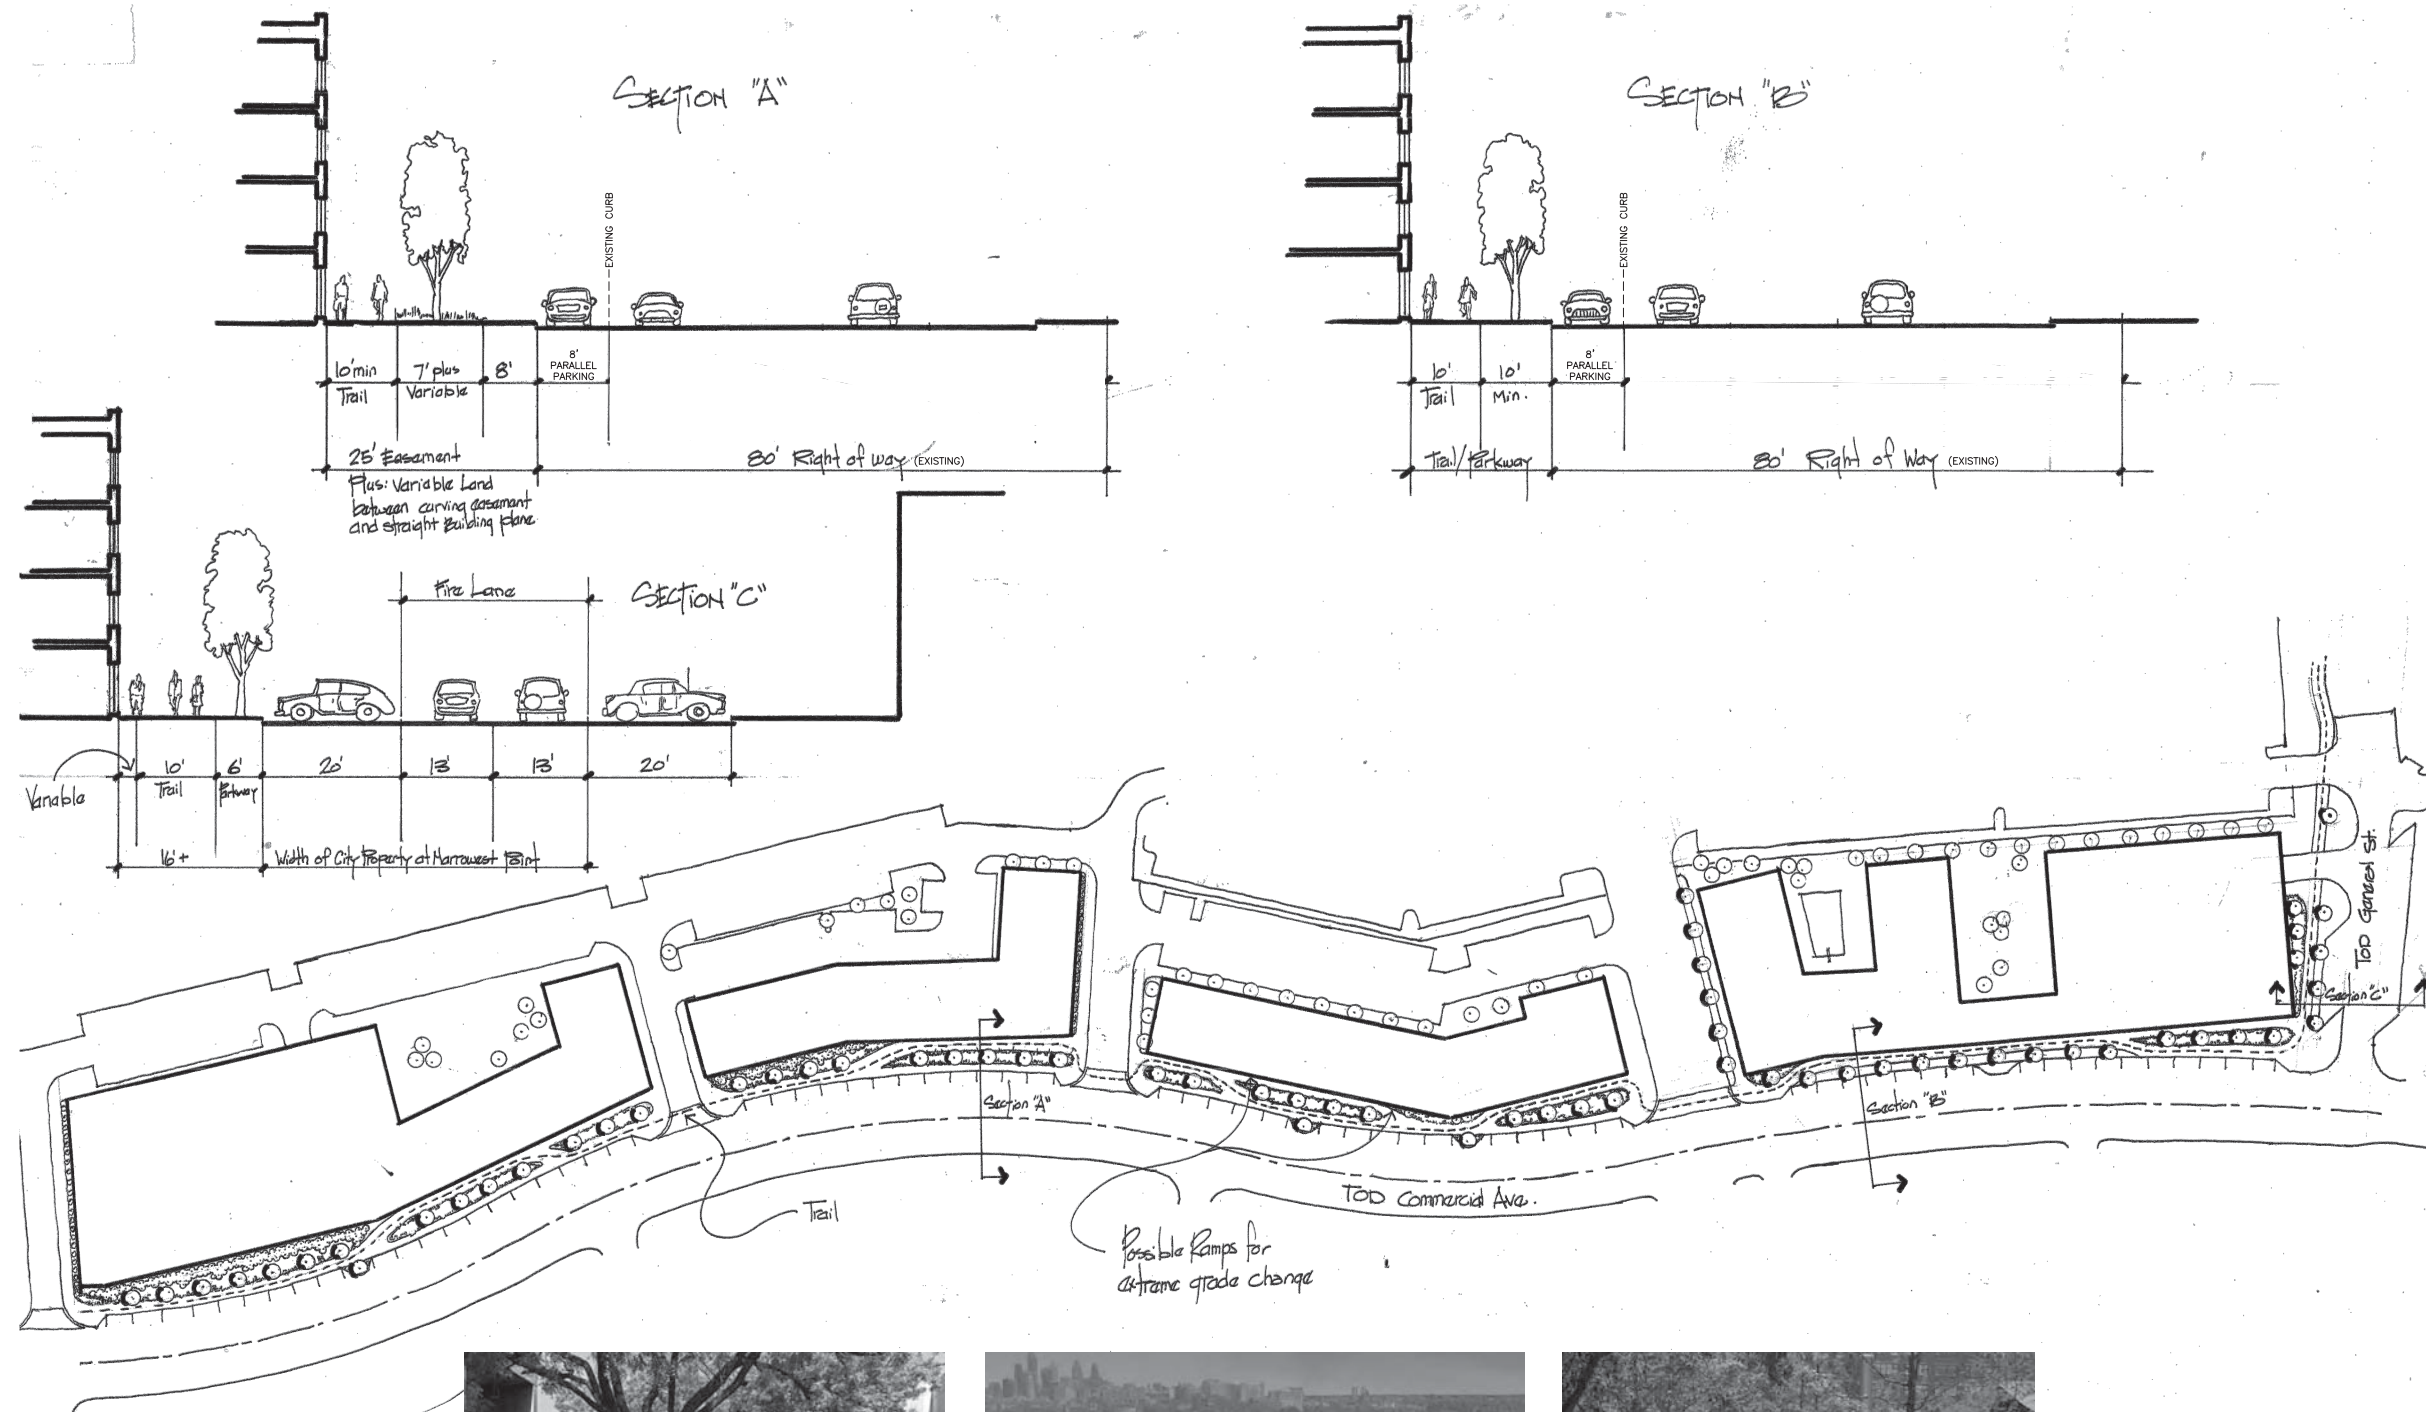 SECTION "A"
EXISTING CURB
10' min
Trail
7' plus
Variable
8'
8'
PARALLEL
PARKING
25' Easement
Plus: Variable Land
between curving easement
and straight Building plane
80' Right of way (EXISTING)
SECTION "B"
EXISTING CURB
10'
Trail
10'
Min.
8'
PARALLEL
PARKING
Trail/Parkway
80' Right of Way (EXISTING)
SECTION "C"
Fire Lane
Variable
10'
Trail
6'
Parkway
20'
13'
13'
20'
16'+
Width of City Property at Narrowest Point
TOD General St.
Section "C"
Section "A"
Section "B"
TOD Commercial Ave.
Trail
Possible Ramps for
extreme grade change